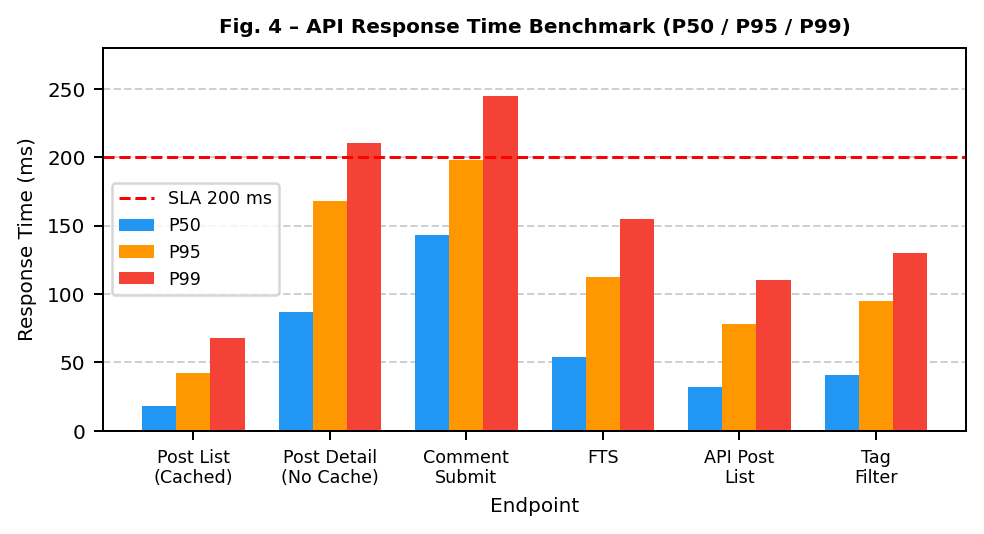 Fig. 4 – API Response Time Benchmark (P50 / P95 / P99)
Response Time (ms)
250
200
150
100
50
0
SLA 200 ms
P50
P95
P99
Post List
(Cached)
Post Detail
(No Cache)
Comment
Submit
FTS
API Post
List
Tag
Filter
Endpoint